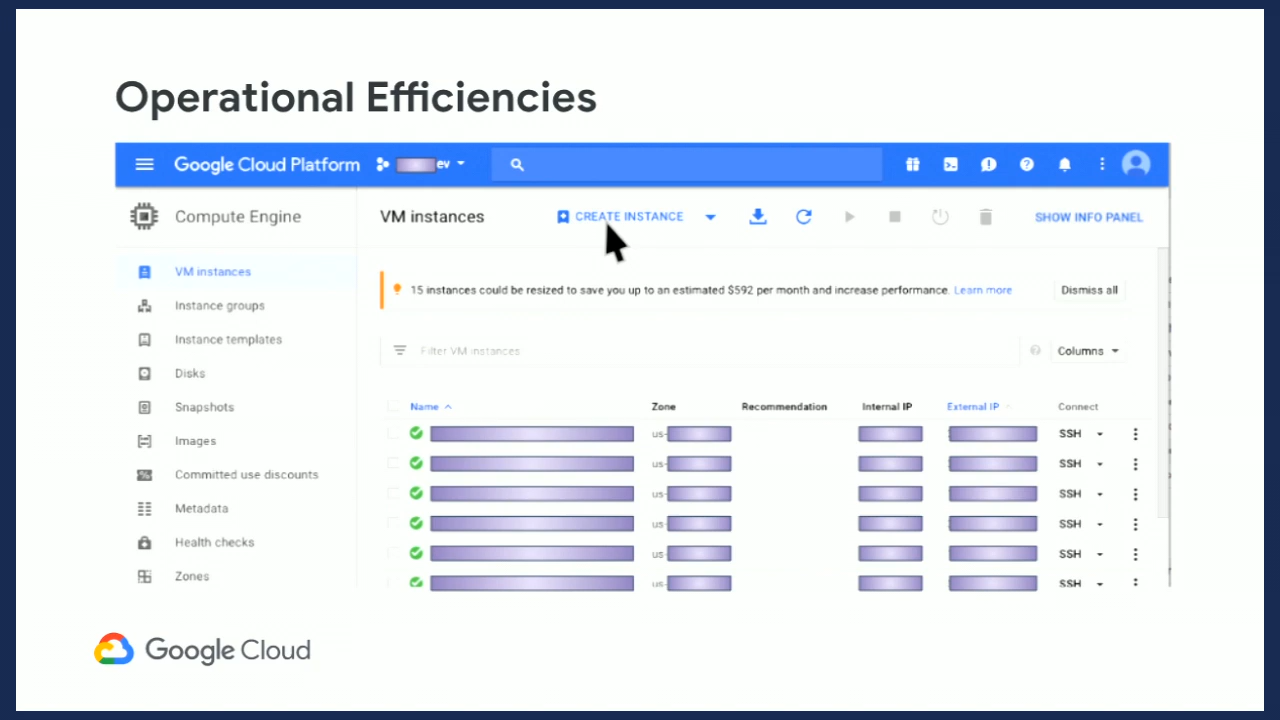 Operational Efficiencies
Google Cloud Platform ev
Compute Engine
VM instances CREATE INSTANCE SHOW INFO PANEL
VM instances
Instance groups
Instance templates
Disks
Snapshots
Images
Committed use discounts
Metadata
Health checks
Zones
15 instances could be resized to save you up to an estimated $592 per month and increase performance. Learn more Dismiss all
Filter VM instances Columns
Name Zone Recommendation Internal IP External IP Connect
us- SSH
us- SSH
us- SSH
us- SSH
us- SSH
us- SSH
Google Cloud